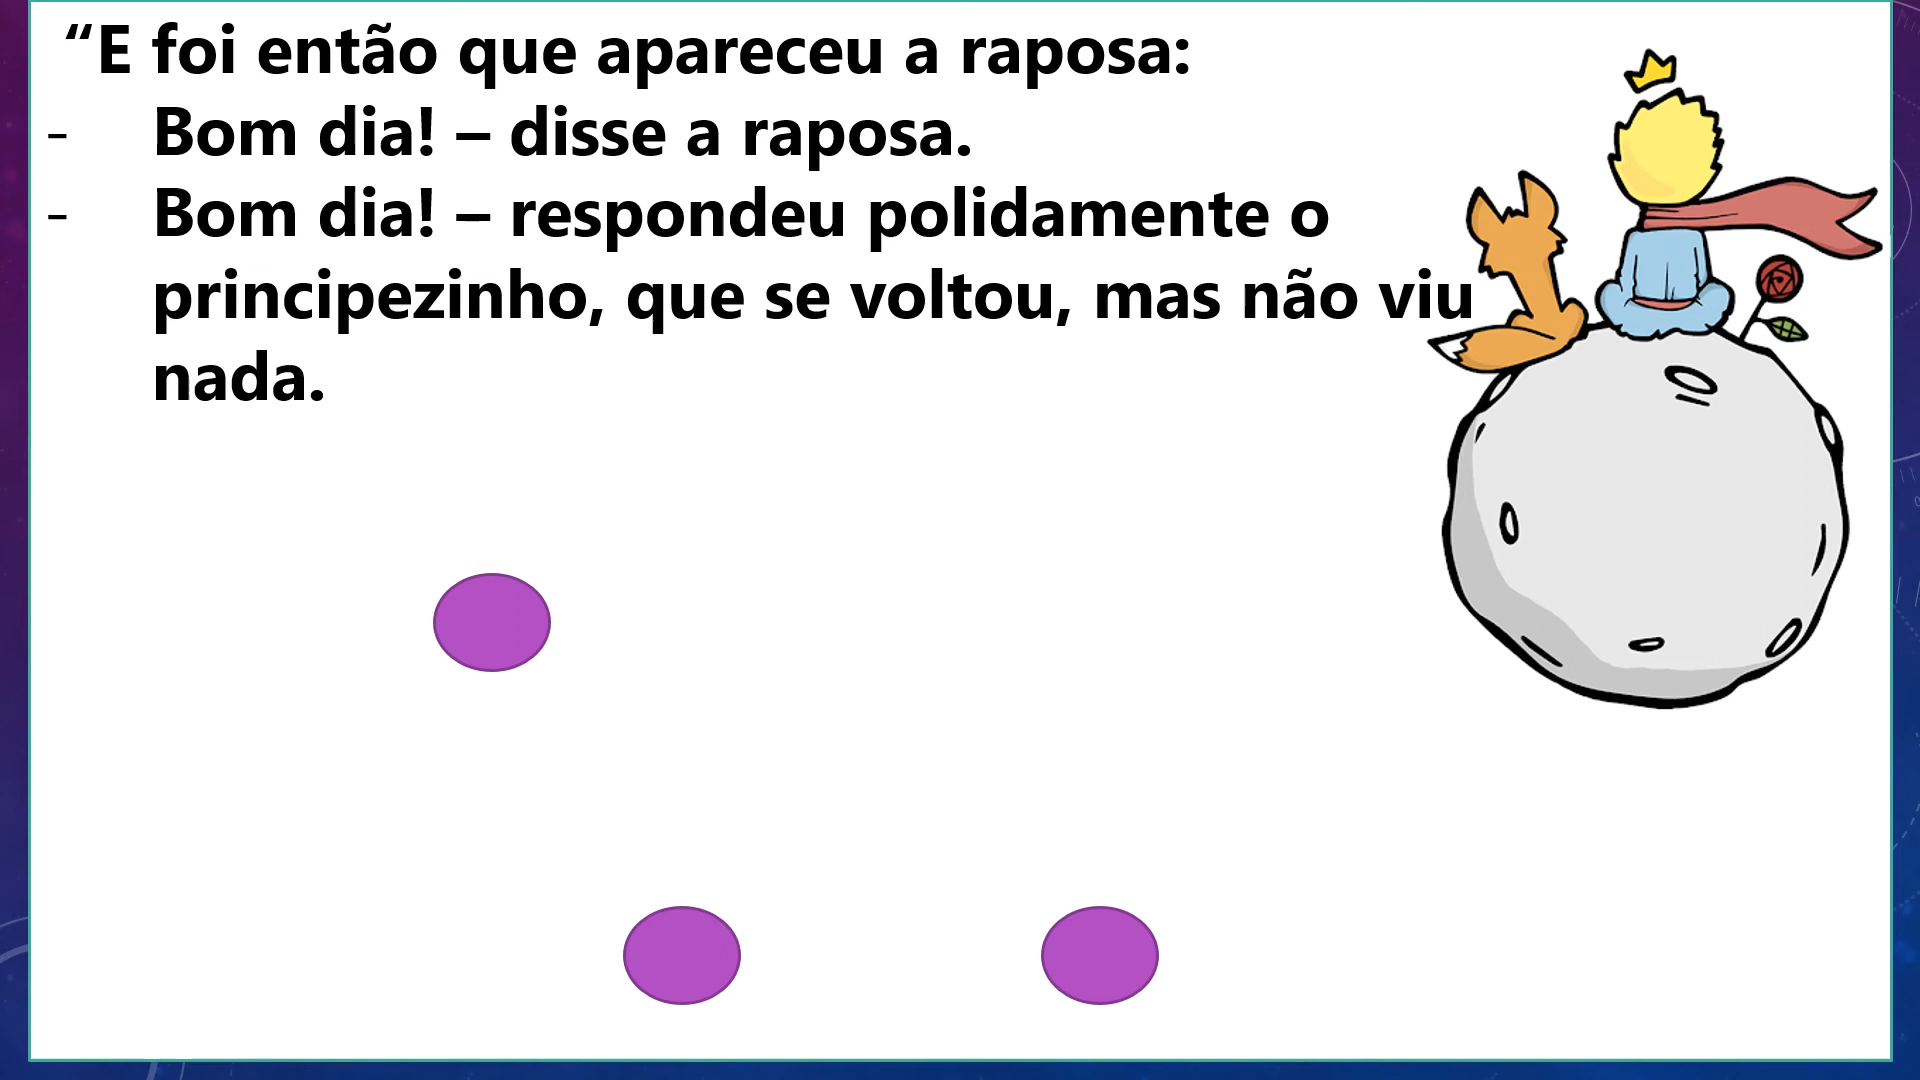 “E foi então que apareceu a raposa:
- Bom dia! – disse a raposa.
- Bom dia! – respondeu polidamente o
principezinho, que se voltou, mas não viu
nada.